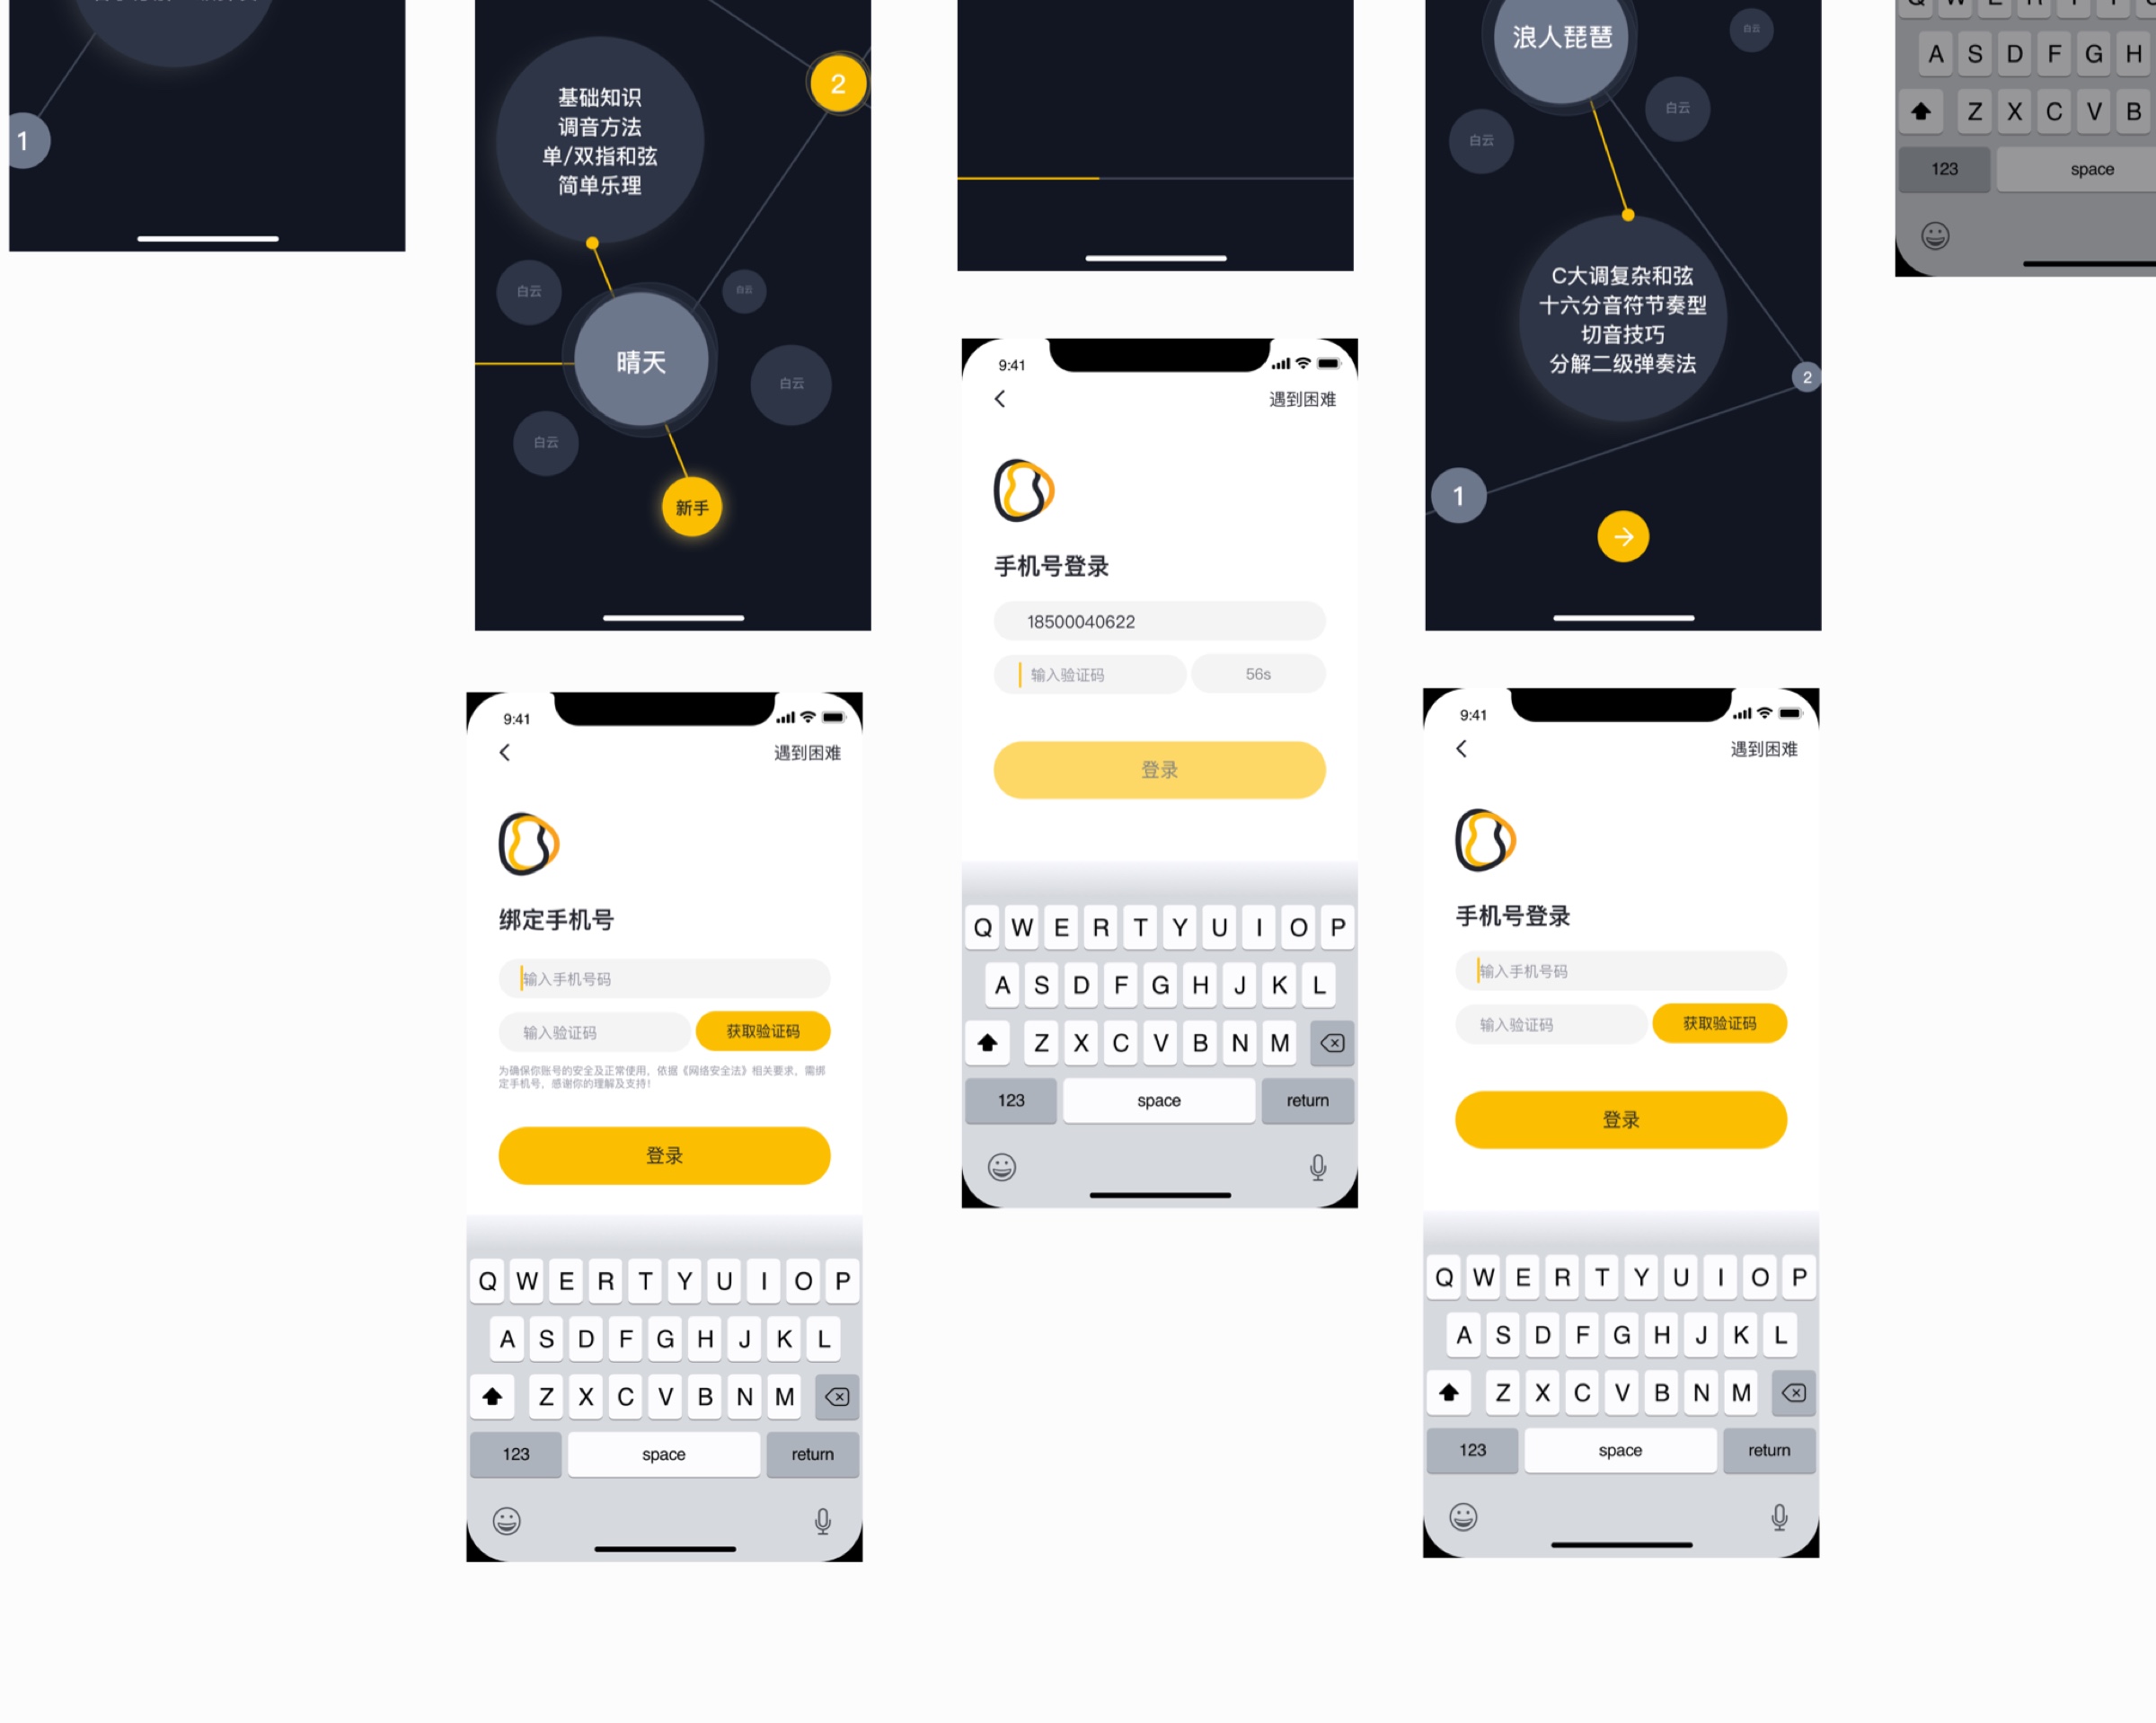 1
基础知识
调音方法
单/双指和弦
简单乐理
2
白云
白云
晴天
白云
白云
新手
浪人琵琶
白云
白云
白云
C大调复杂和弦
十六分音符节奏型
切音技巧
分解二级弹奏法
2
1
A S D F G H
Z X C V B
123 space
9:41
遇到困难
手机号登录
18500040622
输入验证码 56s
登录
Q W E R T Y U I O P
A S D F G H J K L
Z X C V B N M
123 space return
9:41
遇到困难
绑定手机号
输入手机号码
输入验证码 获取验证码
为确保你账号的安全及正常使用，依据《网络安全法》相关要求，需绑
定手机号，感谢你的理解及支持！
登录
Q W E R T Y U I O P
A S D F G H J K L
Z X C V B N M
123 space return
9:41
遇到困难
手机号登录
输入手机号码
输入验证码 获取验证码
登录
Q W E R T Y U I O P
A S D F G H J K L
Z X C V B N M
123 space return